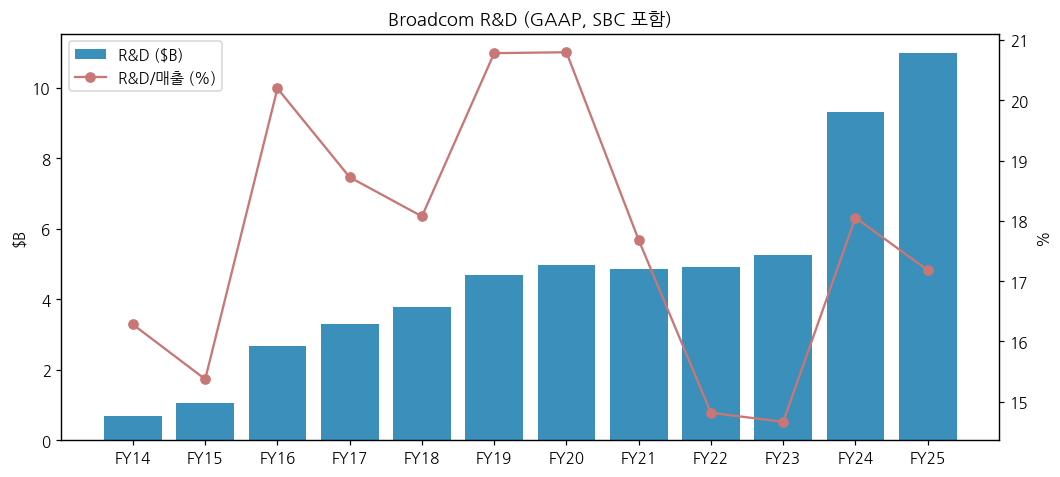 Broadcom R&D (GAAP, SBC 포함)
R&D ($B)
R&D/매출 (%)
$B
10
8
6
4
2
0
%
21
20
19
18
17
16
15
FY14 FY15 FY16 FY17 FY18 FY19 FY20 FY21 FY22 FY23 FY24 FY25